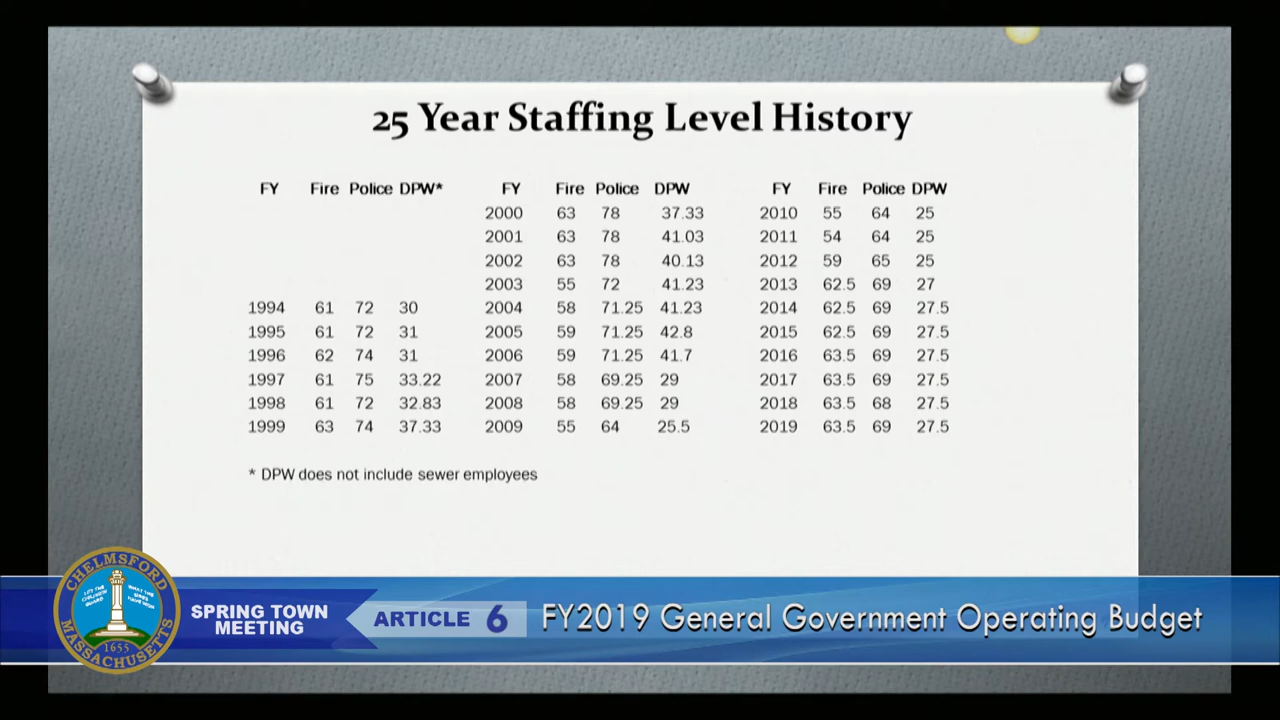 25 Year Staffing Level History
FY Fire Police DPW* FY Fire Police DPW FY Fire Police DPW
2000 63 78 37.33 2010 55 64 25
2001 63 78 41.03 2011 54 64 25
2002 63 78 40.13 2012 59 65 25
2003 55 72 41.23 2013 62.5 69 27
1994 61 72 30 2004 58 71.25 41.23 2014 62.5 69 27.5
1995 61 72 31 2005 59 71.25 42.8 2015 62.5 69 27.5
1996 62 74 31 2006 59 71.25 41.7 2016 63.5 69 27.5
1997 61 75 33.22 2007 58 69.25 29 2017 63.5 69 27.5
1998 61 72 32.83 2008 58 69.25 29 2018 63.5 68 27.5
1999 63 74 37.33 2009 55 64 25.5 2019 63.5 69 27.5
* DPW does not include sewer employees
CHELMSFORD
MASSACHUSETTS
1655
SPRING TOWN
MEETING
ARTICLE 6
FY2019 General Government Operating Budget